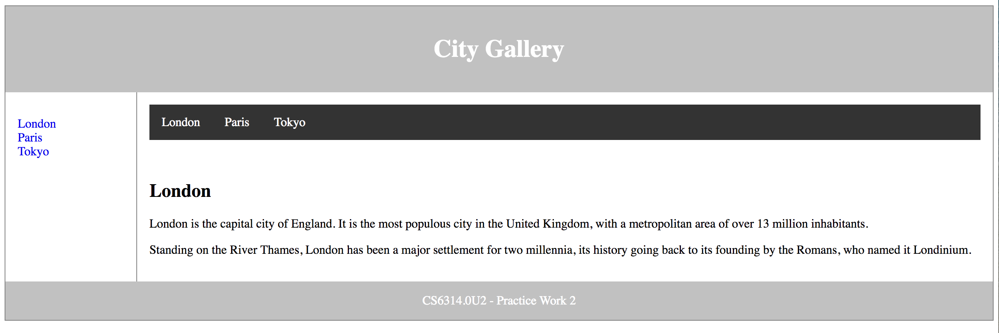 City Gallery
London
Paris
Tokyo
London Paris Tokyo
London
London is the capital city of England. It is the most populous city in the United Kingdom, with a metropolitan area of over 13 million inhabitants.
Standing on the River Thames, London has been a major settlement for two millennia, its history going back to its founding by the Romans, who named it Londinium.
CS6314.0U2 - Practice Work 2